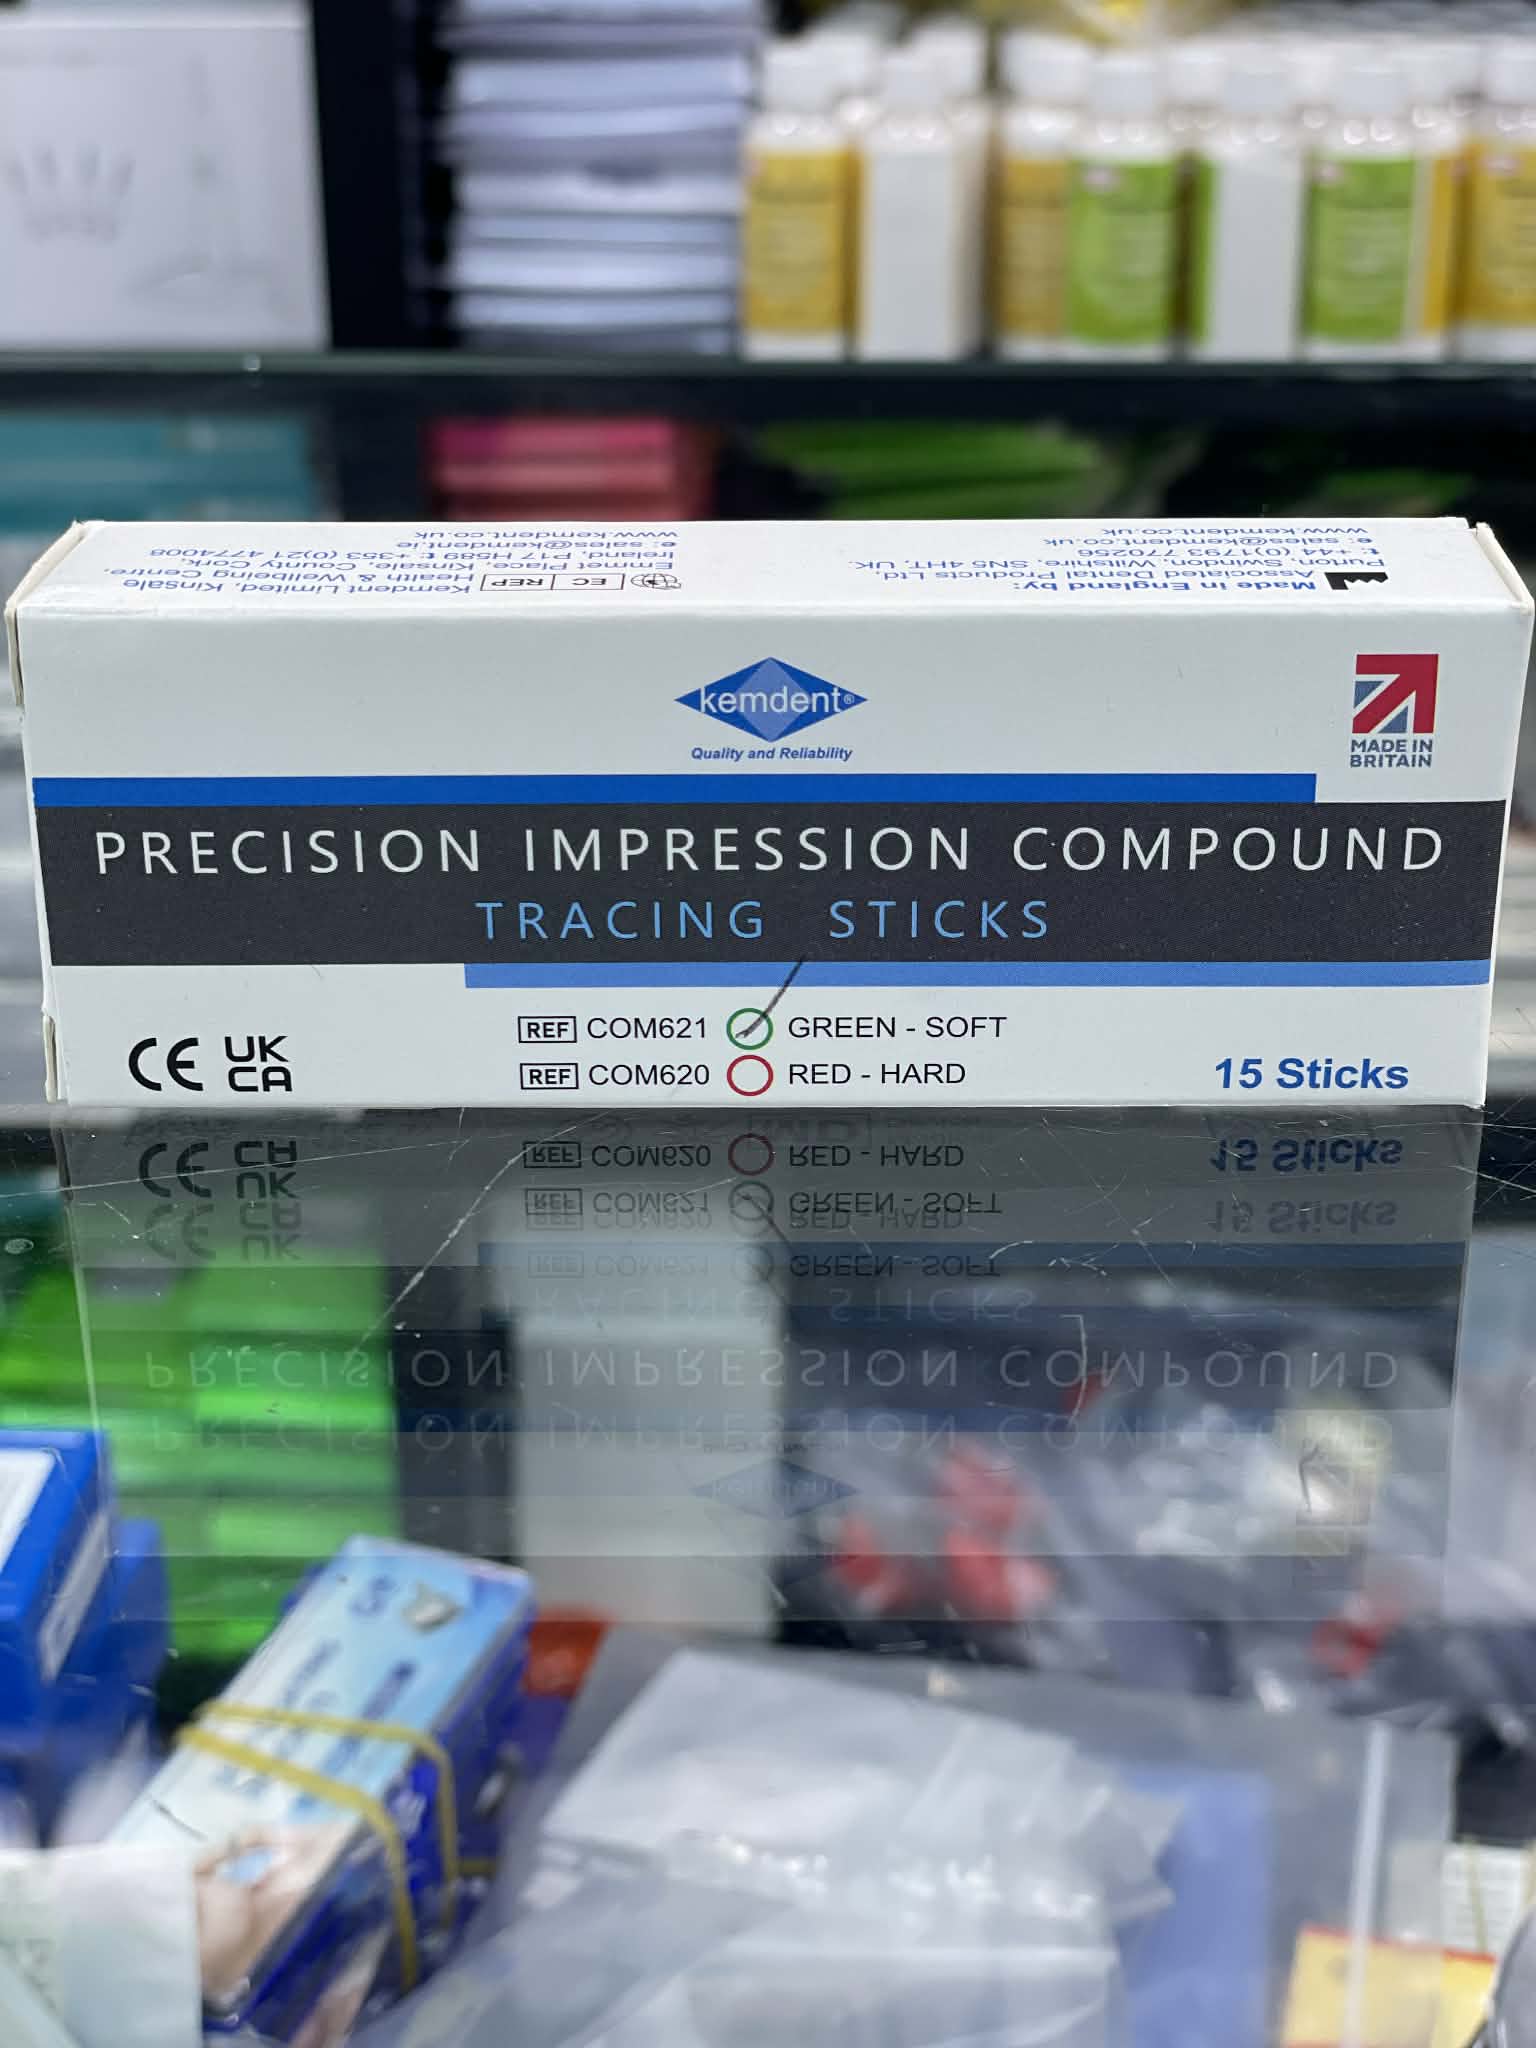 Made in England by:
Associated Dental Products Ltd.
Purton, Swindon, Wiltshire, SN5 4HT, UK.
t: +44 (0)1793 770256
e: sales@kemdent.co.uk
www.kemdent.co.uk
EC REP
Kemdent Limited, Kinsale
Health & Wellbeing Centre,
Emmet Place, Kinsale, County Cork,
Ireland, P17 H589 t: +353 (0)21 4774008
e: sales@kemdent.ie
www.kemdent.co.uk
kemdent®
Quality and Reliability
MADE IN
BRITAIN
PRECISION IMPRESSION COMPOUND
TRACING STICKS
REF COM621 GREEN - SOFT
REF COM620 RED - HARD
CE UK
CA
15 Sticks